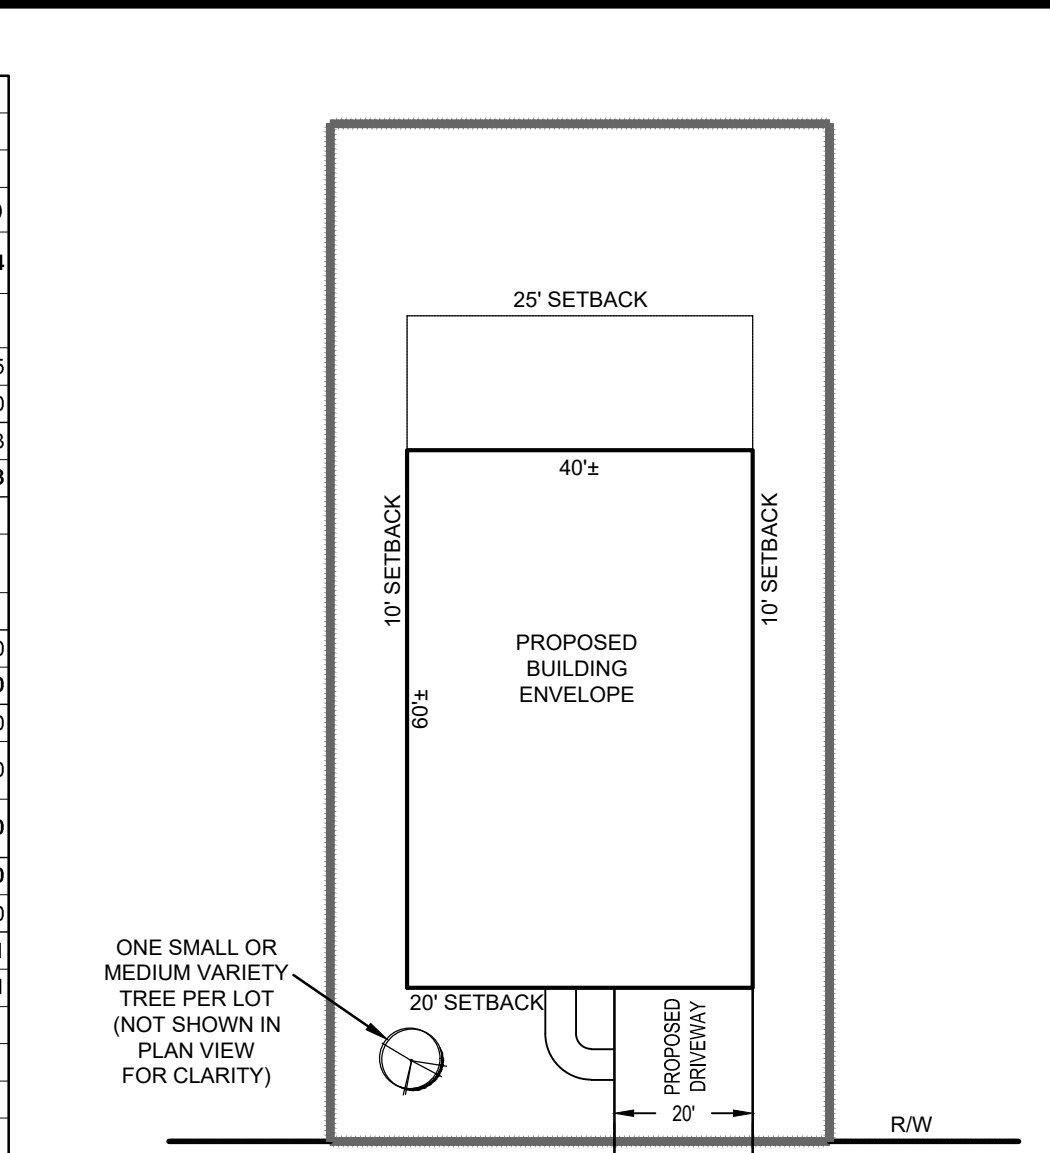 25' SETBACK
40'±
10' SETBACK
10' SETBACK
PROPOSED
BUILDING
ENVELOPE
60'±
ONE SMALL OR
MEDIUM VARIETY
TREE PER LOT
(NOT SHOWN IN
PLAN VIEW
FOR CLARITY)
20' SETBACK
PROPOSED
DRIVEWAY
20'
R/W